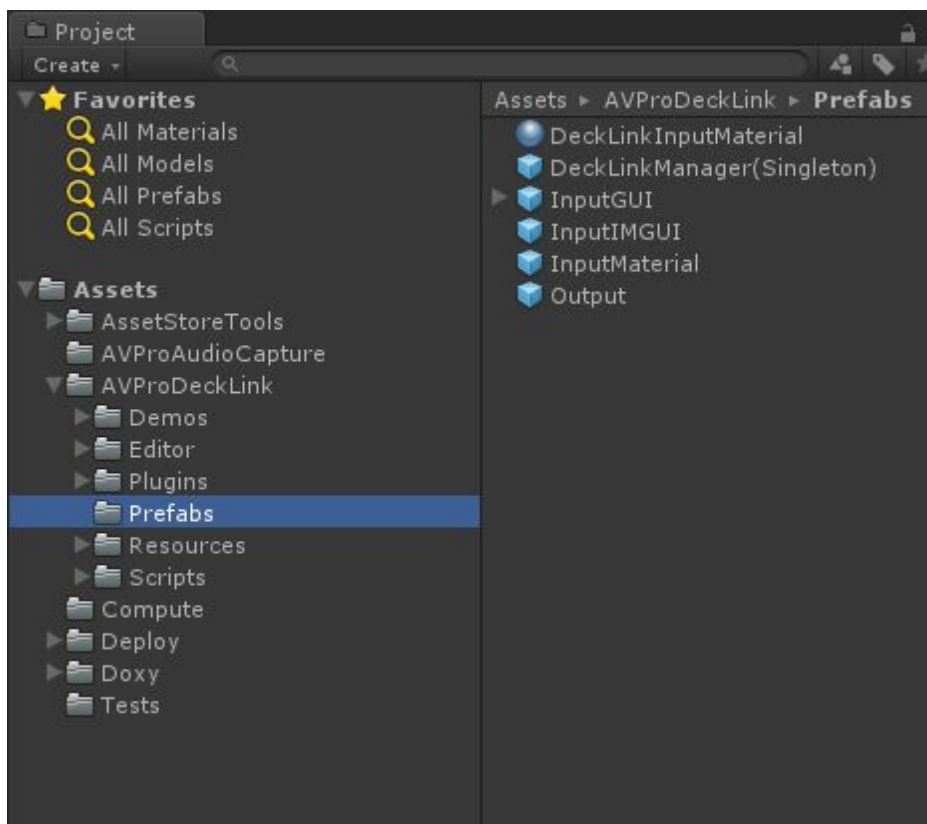 Project
Create
Favorites
All Materials
All Models
All Prefabs
All Scripts
Assets
AssetStoreTools
AVProAudioCapture
AVProDeckLink
Demos
Editor
Plugins
Prefabs
Resources
Scripts
Compute
Deploy
Doxy
Tests
Assets ▸ AVProDeckLink ▸ Prefabs
DeckLinkInputMaterial
DeckLinkManager(Singleton)
InputGUI
InputIMGUI
InputMaterial
Output